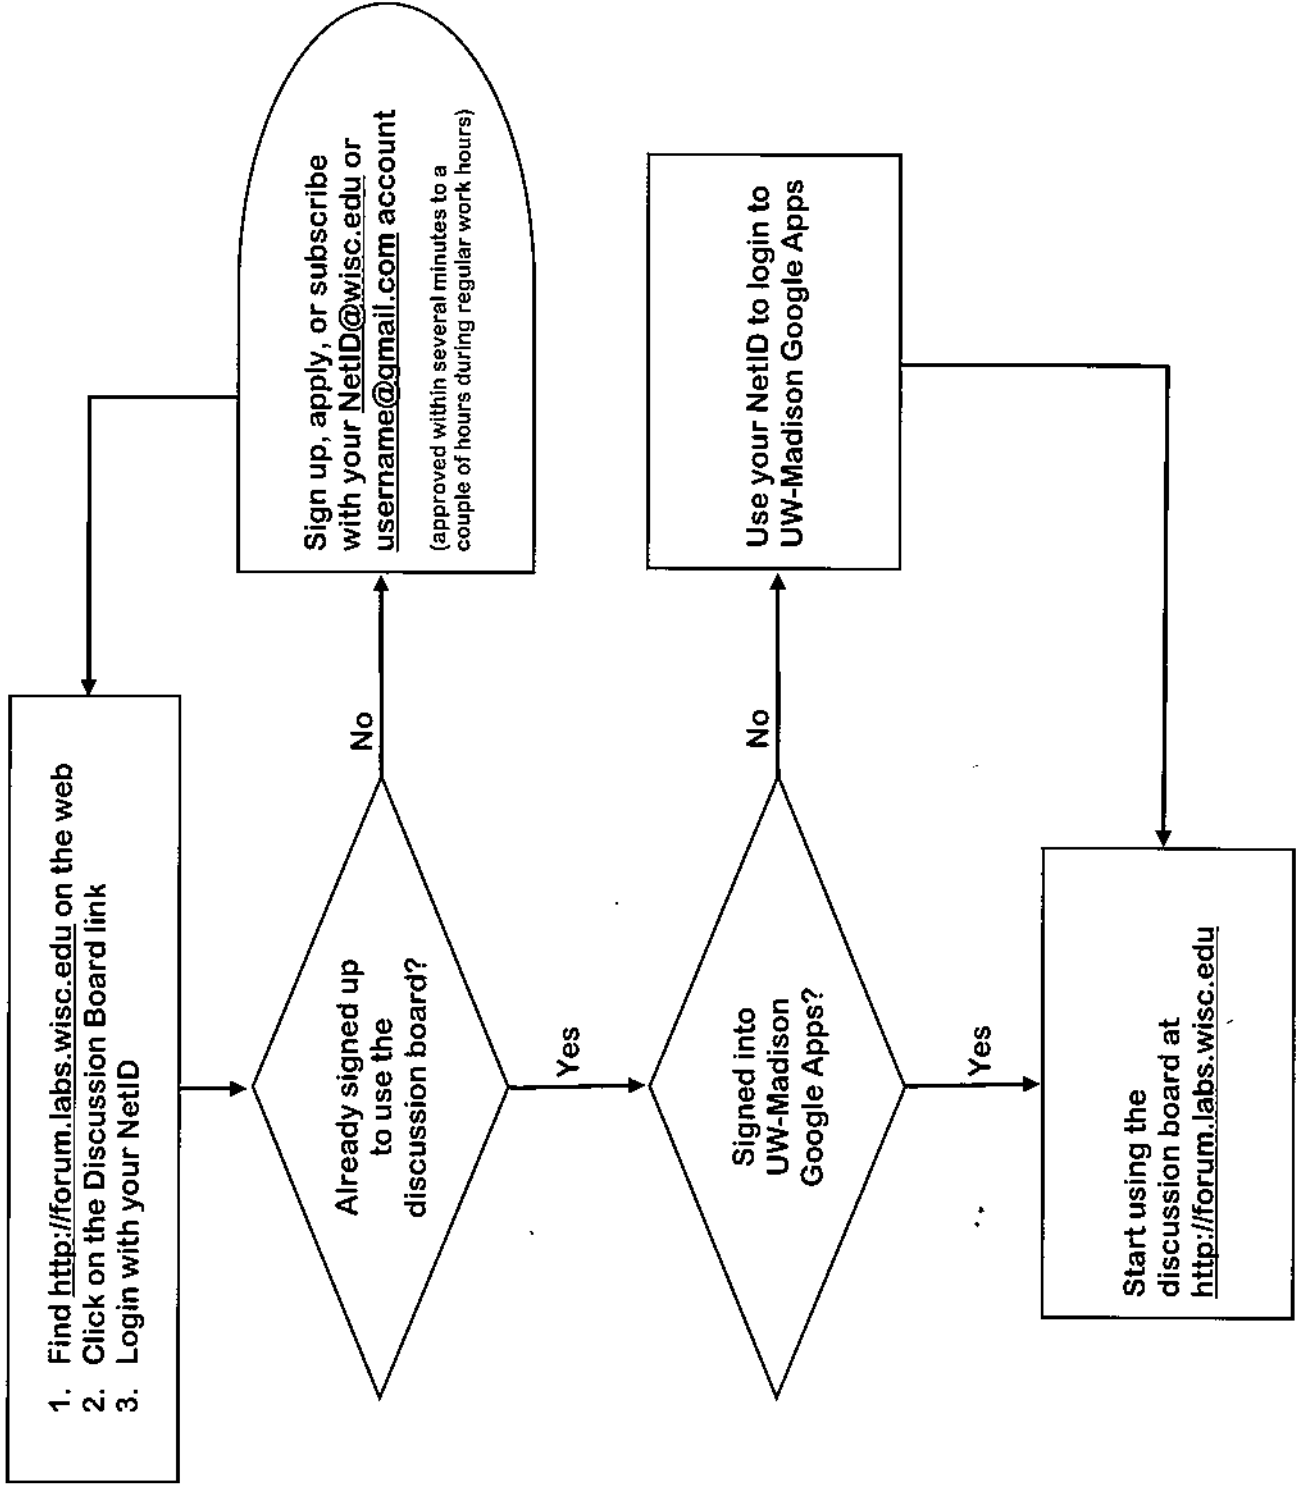 1. Find http://forum.labs.wisc.edu on the web
2. Click on the Discussion Board link
3. Login with your NetID
Already signed up
to use the
discussion board?
No
Sign up, apply, or subscribe
with your NetID@wisc.edu or
username@gmail.com account
(approved within several minutes to a
couple of hours during regular work hours)
Yes
Signed into
UW-Madison
Google Apps?
No
Use your NetID to login to
UW-Madison Google Apps
Yes
Start using the
discussion board at
http://forum.labs.wisc.edu